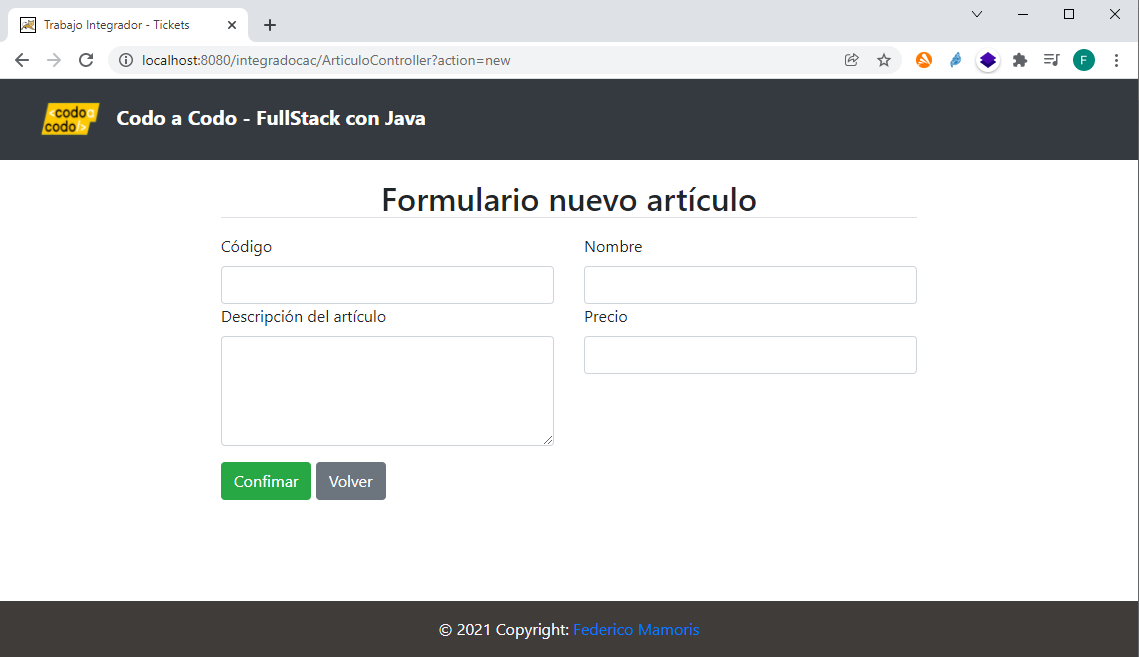 Trabajo Integrador - Tickets
localhost:8080/integradocac/ArticuloController?action=new
F
<codo a
codo/>
Codo a Codo - FullStack con Java
Formulario nuevo artículo
Código
Nombre
Descripción del artículo
Precio
Confimar
Volver
© 2021 Copyright: Federico Mamoris